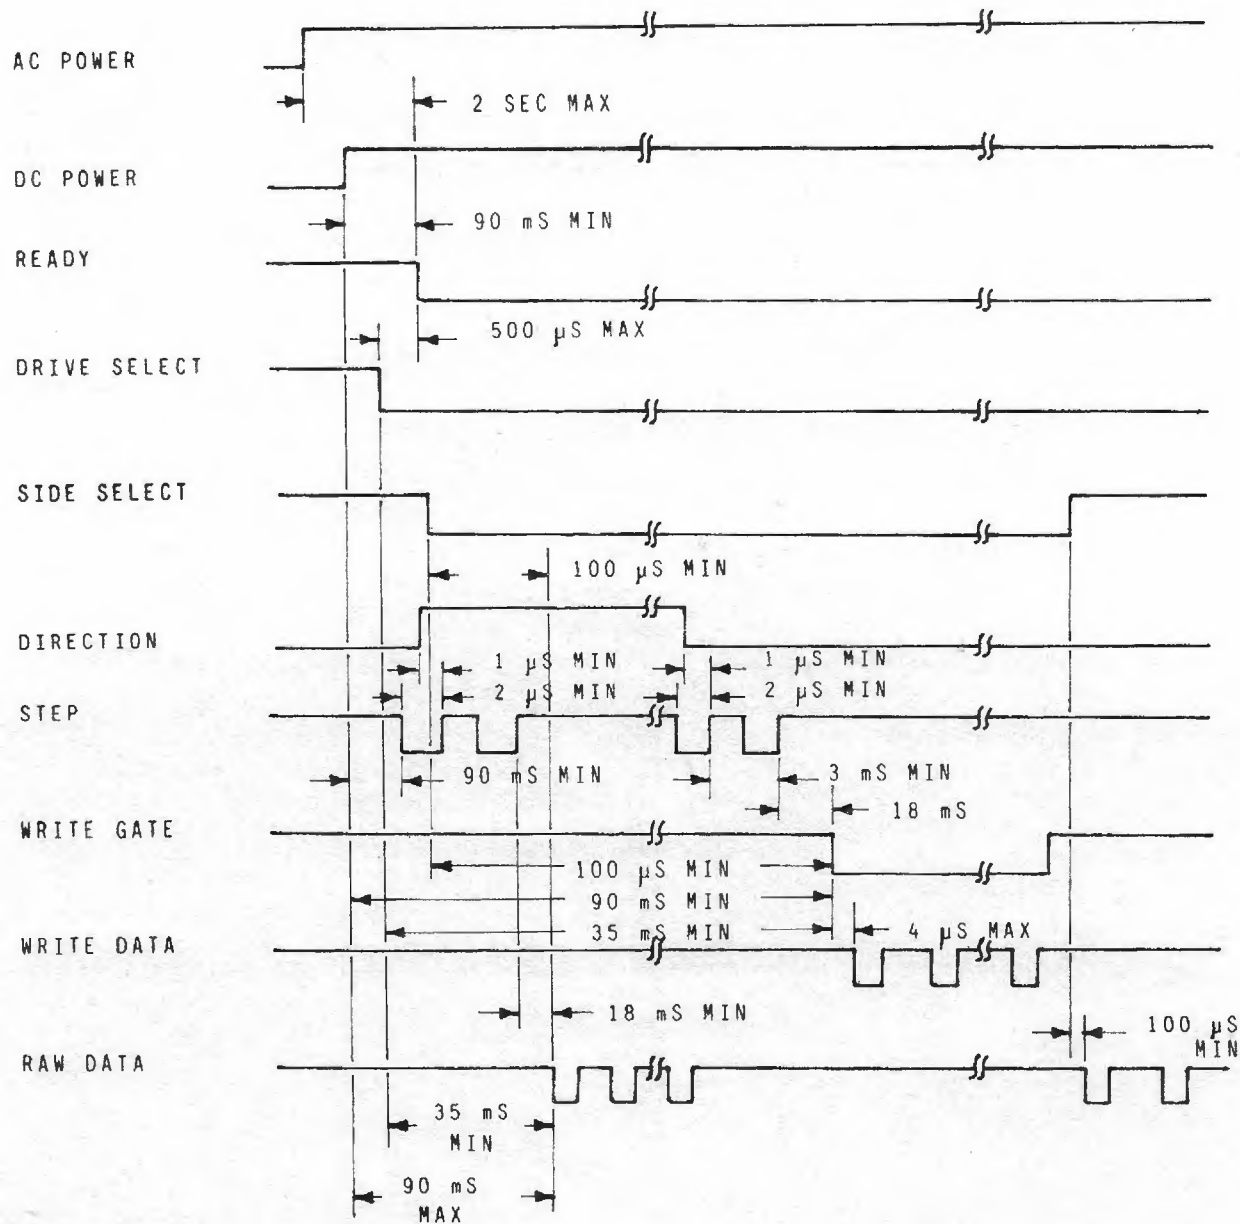 AC POWER
2 SEC MAX
DC POWER
90 mS MIN
READY
500 µS MAX
DRIVE SELECT
SIDE SELECT
100 µS MIN
DIRECTION
1 µS MIN
1 µS MIN
2 µS MIN
2 µS MIN
STEP
90 mS MIN
3 mS MIN
18 mS
WRITE GATE
100 µS MIN
90 mS MIN
35 mS MIN
4 µS MAX
WRITE DATA
18 mS MIN
100 µS
MIN
RAW DATA
35 mS
MIN
90 mS
MAX